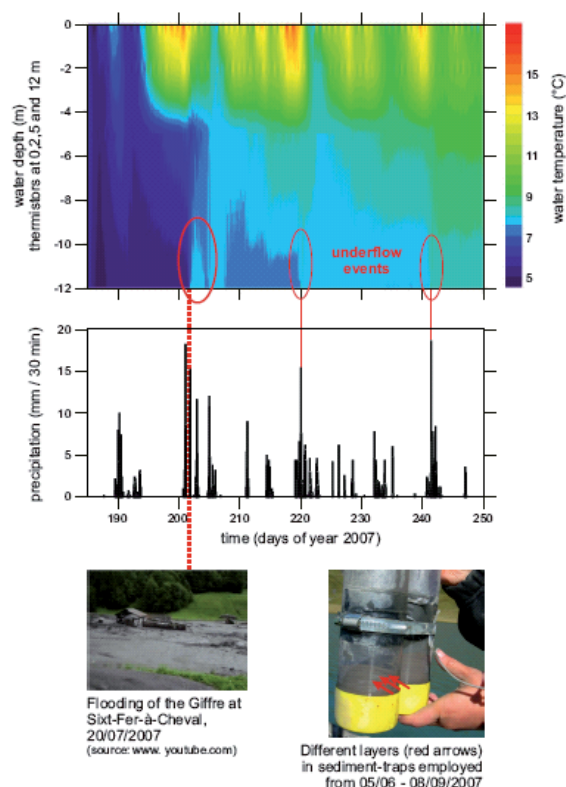 0
-2
-4
-6
-8
-10
-12
water depth (m)
thermistors at 0,2,5 and 12 m
underflow
events
15
13
11
9
7
5
water temperature (°C)
20
15
10
5
0
precipitation (mm / 30 min)
190
200
210
220
230
240
250
time (days of year 2007)
Flooding of the Giffre at
Sixt-Fer-à-Cheval,
20/07/2007
(source: www. youtube.com)
Different layers (red arrows)
in sediment-traps employed
from 05/06 - 08/09/2007